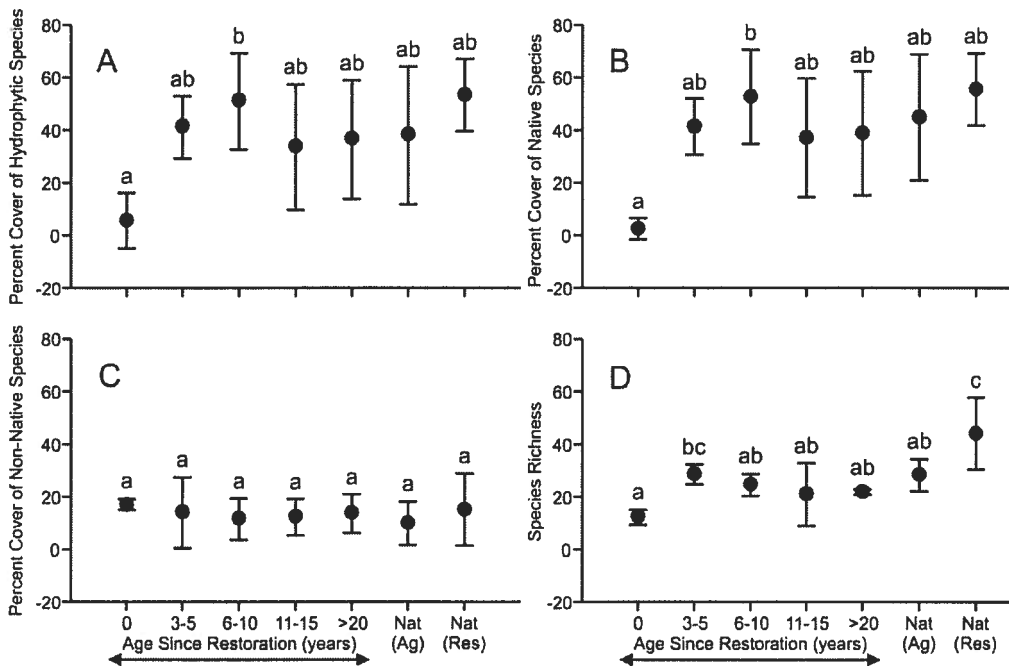 A
Percent Cover of Hydrophytic Species
80
60
40
20
0
-20
a
ab
b
ab
ab
ab
ab
B
Percent Cover of Native Species
80
60
40
20
0
-20
a
ab
b
ab
ab
ab
ab
C
Percent Cover of Non-Native Species
80
60
40
20
0
-20
a
a
a
a
a
a
a
0 3-5 6-10 11-15 >20 Nat (Ag) Nat (Res)
Age Since Restoration (years)
D
Species Richness
80
60
40
20
0
-20
a
bc
ab
ab
ab
ab
c
0 3-5 6-10 11-15 >20 Nat (Ag) Nat (Res)
Age Since Restoration (years)